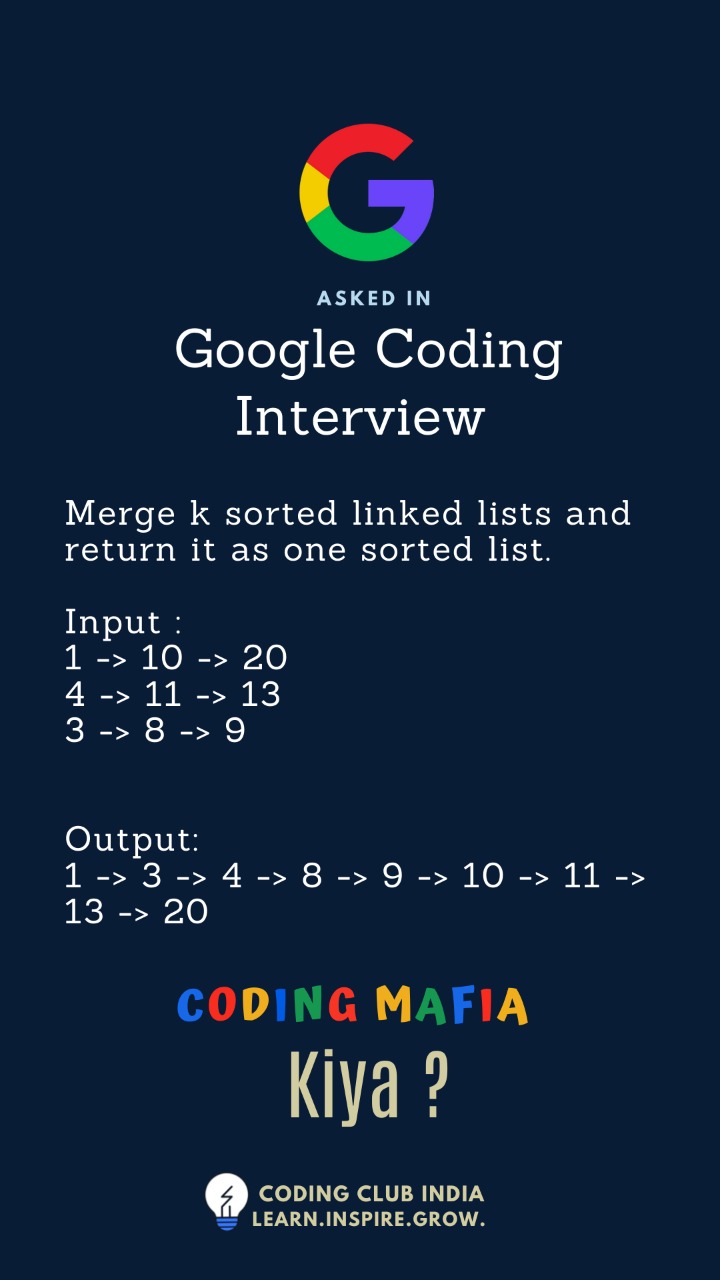 ASKED IN
Google Coding
Interview
Merge k sorted linked lists and
return it as one sorted list.
Input :
1 -> 10 -> 20
4 -> 11 -> 13
3 -> 8 -> 9
Output:
1 -> 3 -> 4 -> 8 -> 9 -> 10 -> 11 ->
13 -> 20
CODING MAFIA
Kiya ?
CODING CLUB INDIA
LEARN.INSPIRE.GROW.